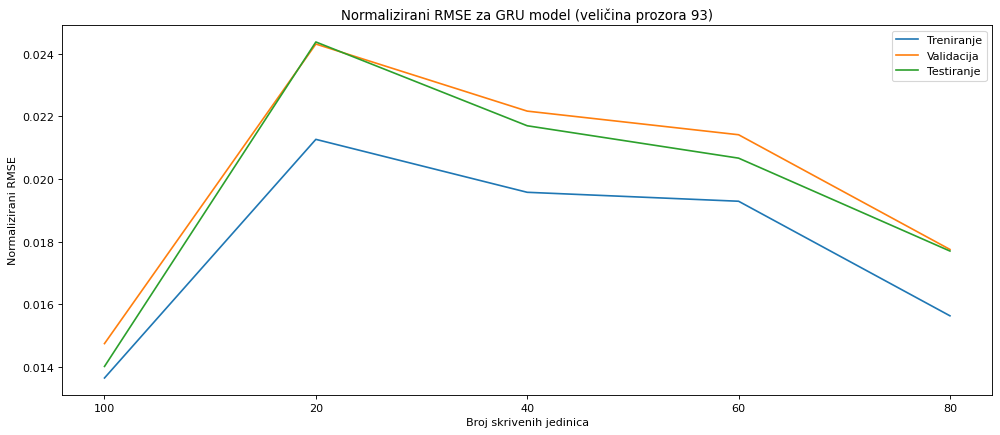 Normalizirani RMSE za GRU model (veličina prozora 93)
Treniranje
Validacija
Testiranje
Normalizirani RMSE
0.024
0.022
0.020
0.018
0.016
0.014
100 20 40 60 80
Broj skrivenih jedinica